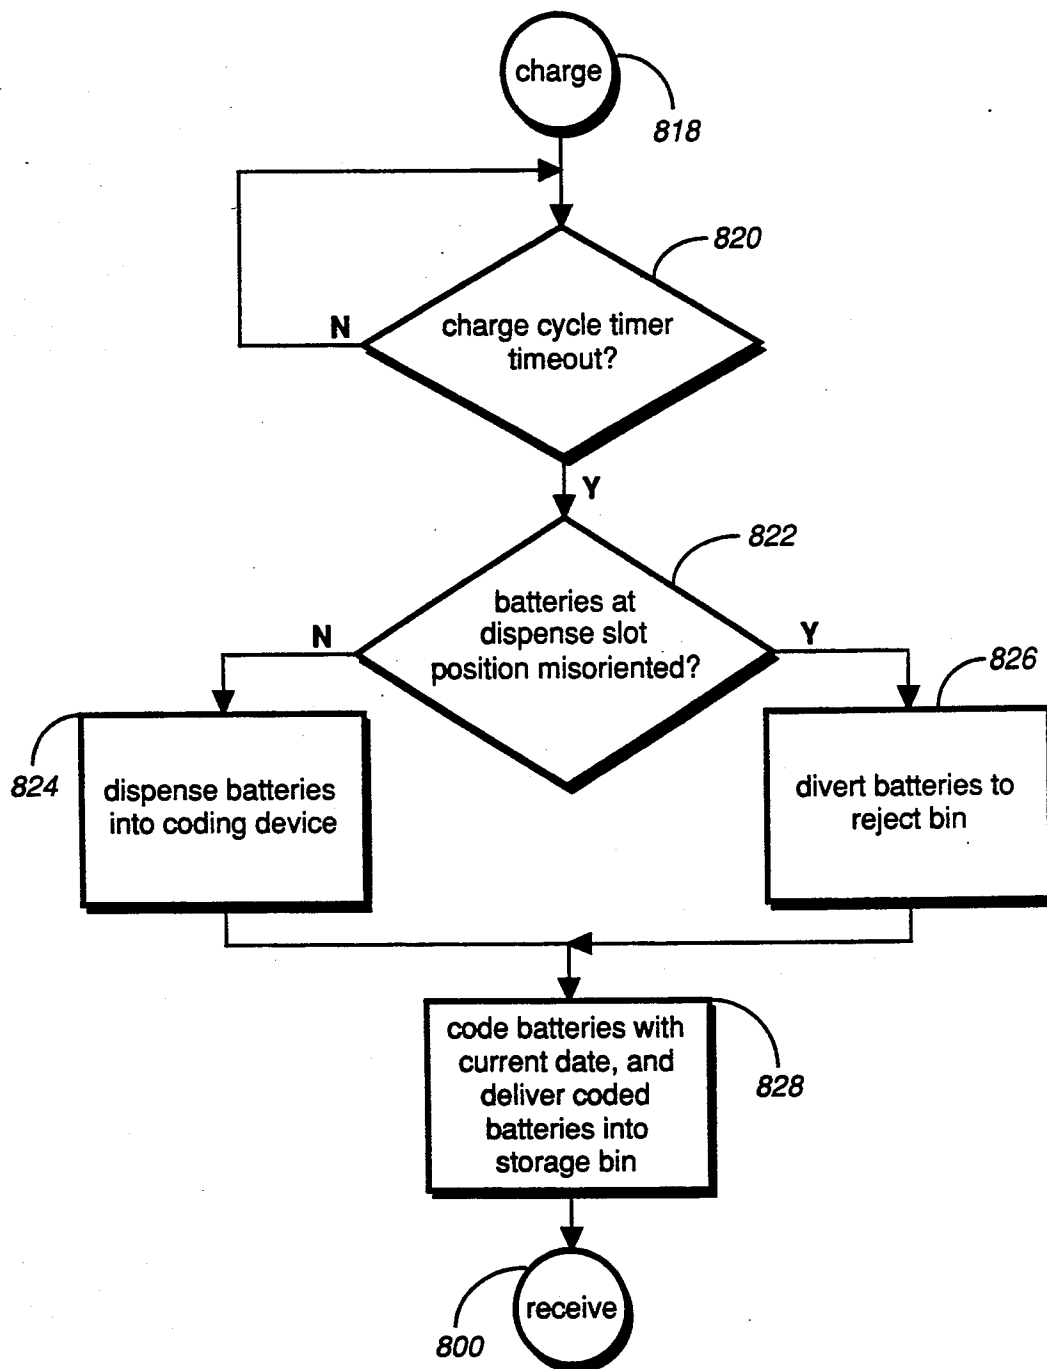 charge
818
820
charge cycle timer
timeout?
N
Y
822
batteries at
dispense slot
position misoriented?
N
Y
826
824
dispense batteries
into coding device
divert batteries to
reject bin
code batteries with
current date, and
deliver coded
batteries into
storage bin
828
receive
800